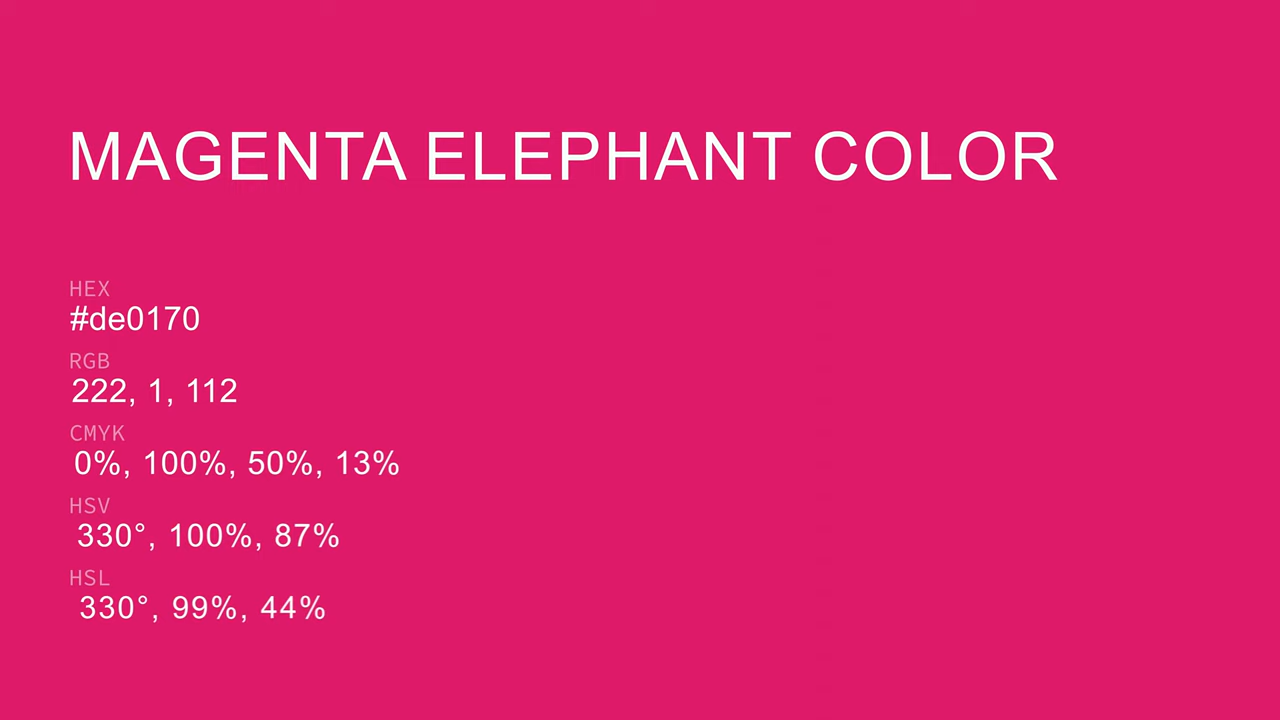 MAGENTA ELEPHANT COLOR
HEX
#de0170
RGB
222, 1, 112
CMYK
0%, 100%, 50%, 13%
HSV
330°, 100%, 87%
HSL
330°, 99%, 44%